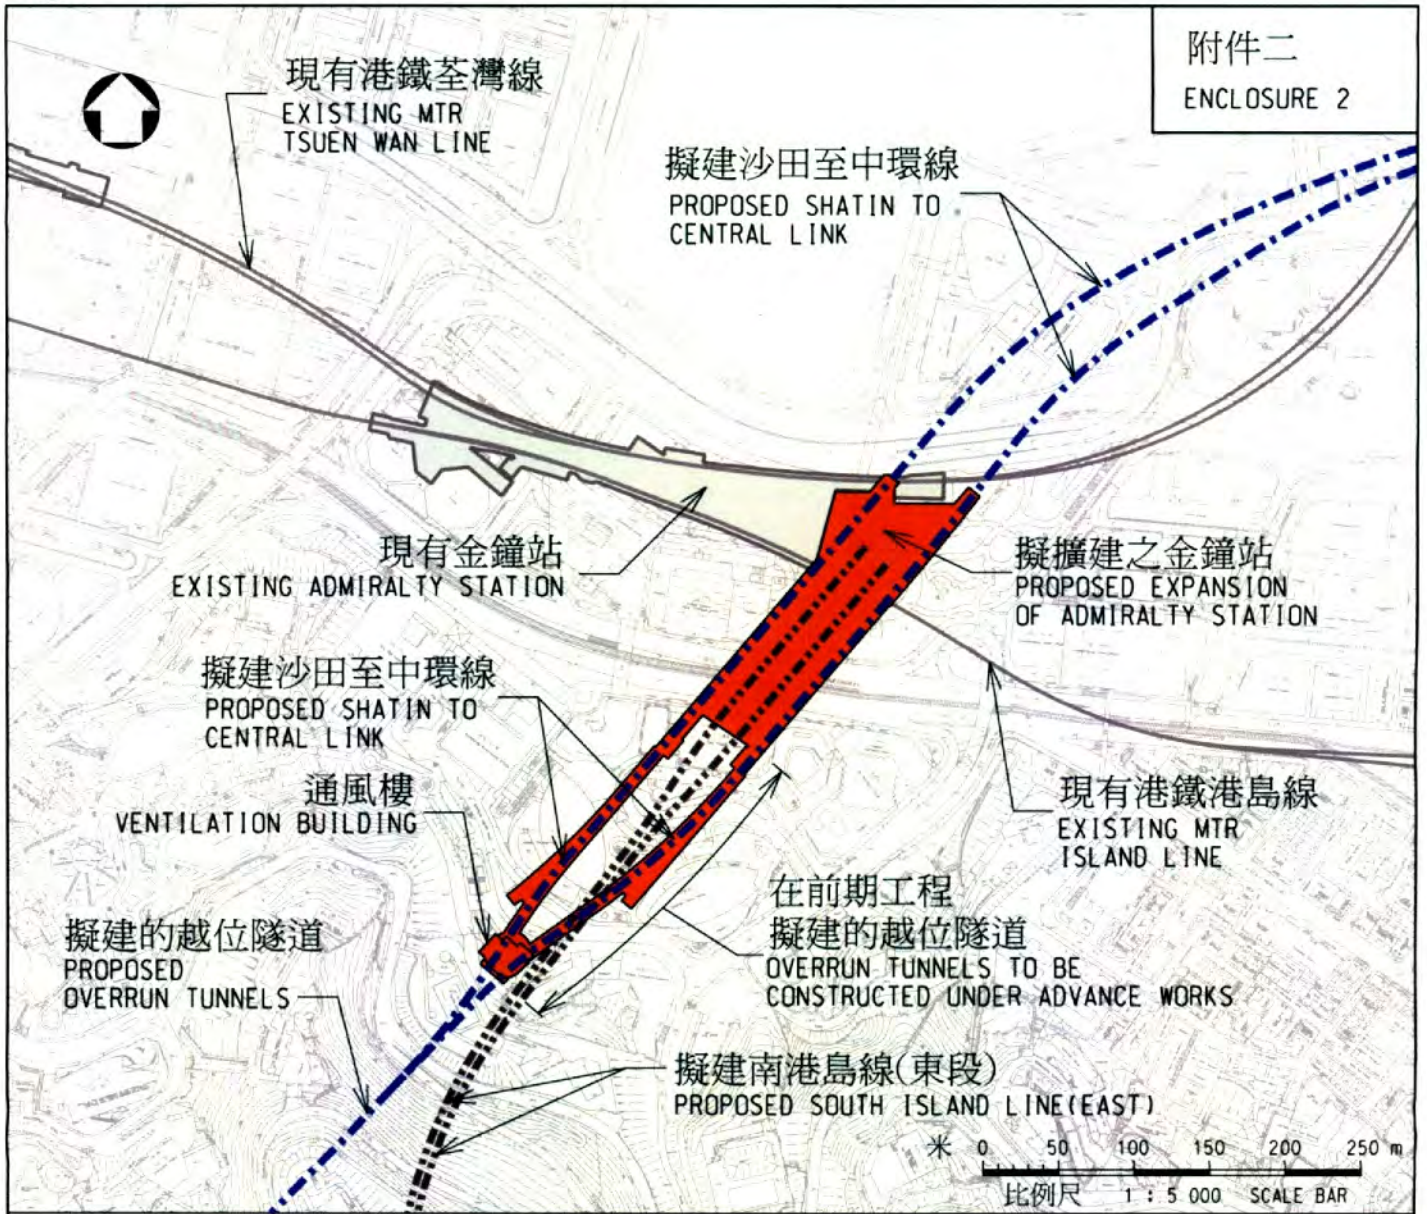 附件二
ENCLOSURE 2
現有港鐵荃灣線
EXISTING MTR
TSUEN WAN LINE
擬建沙田至中環線
PROPOSED SHATIN TO
CENTRAL LINK
現有金鐘站
EXISTING ADMIRALTY STATION
擬擴建之金鐘站
PROPOSED EXPANSION
OF ADMIRALTY STATION
擬建沙田至中環線
PROPOSED SHATIN TO
CENTRAL LINK
通風樓
VENTILATION BUILDING
現有港鐵港島線
EXISTING MTR
ISLAND LINE
擬建的越位隧道
PROPOSED
OVERRUN TUNNELS
在前期工程
擬建的越位隧道
OVERRUN TUNNELS TO BE
CONSTRUCTED UNDER ADVANCE WORKS
擬建南港島線(東段)
PROPOSED SOUTH ISLAND LINE(EAST)
米 0 50 100 150 200 250 m
比例尺 1 : 5 000 SCALE BAR